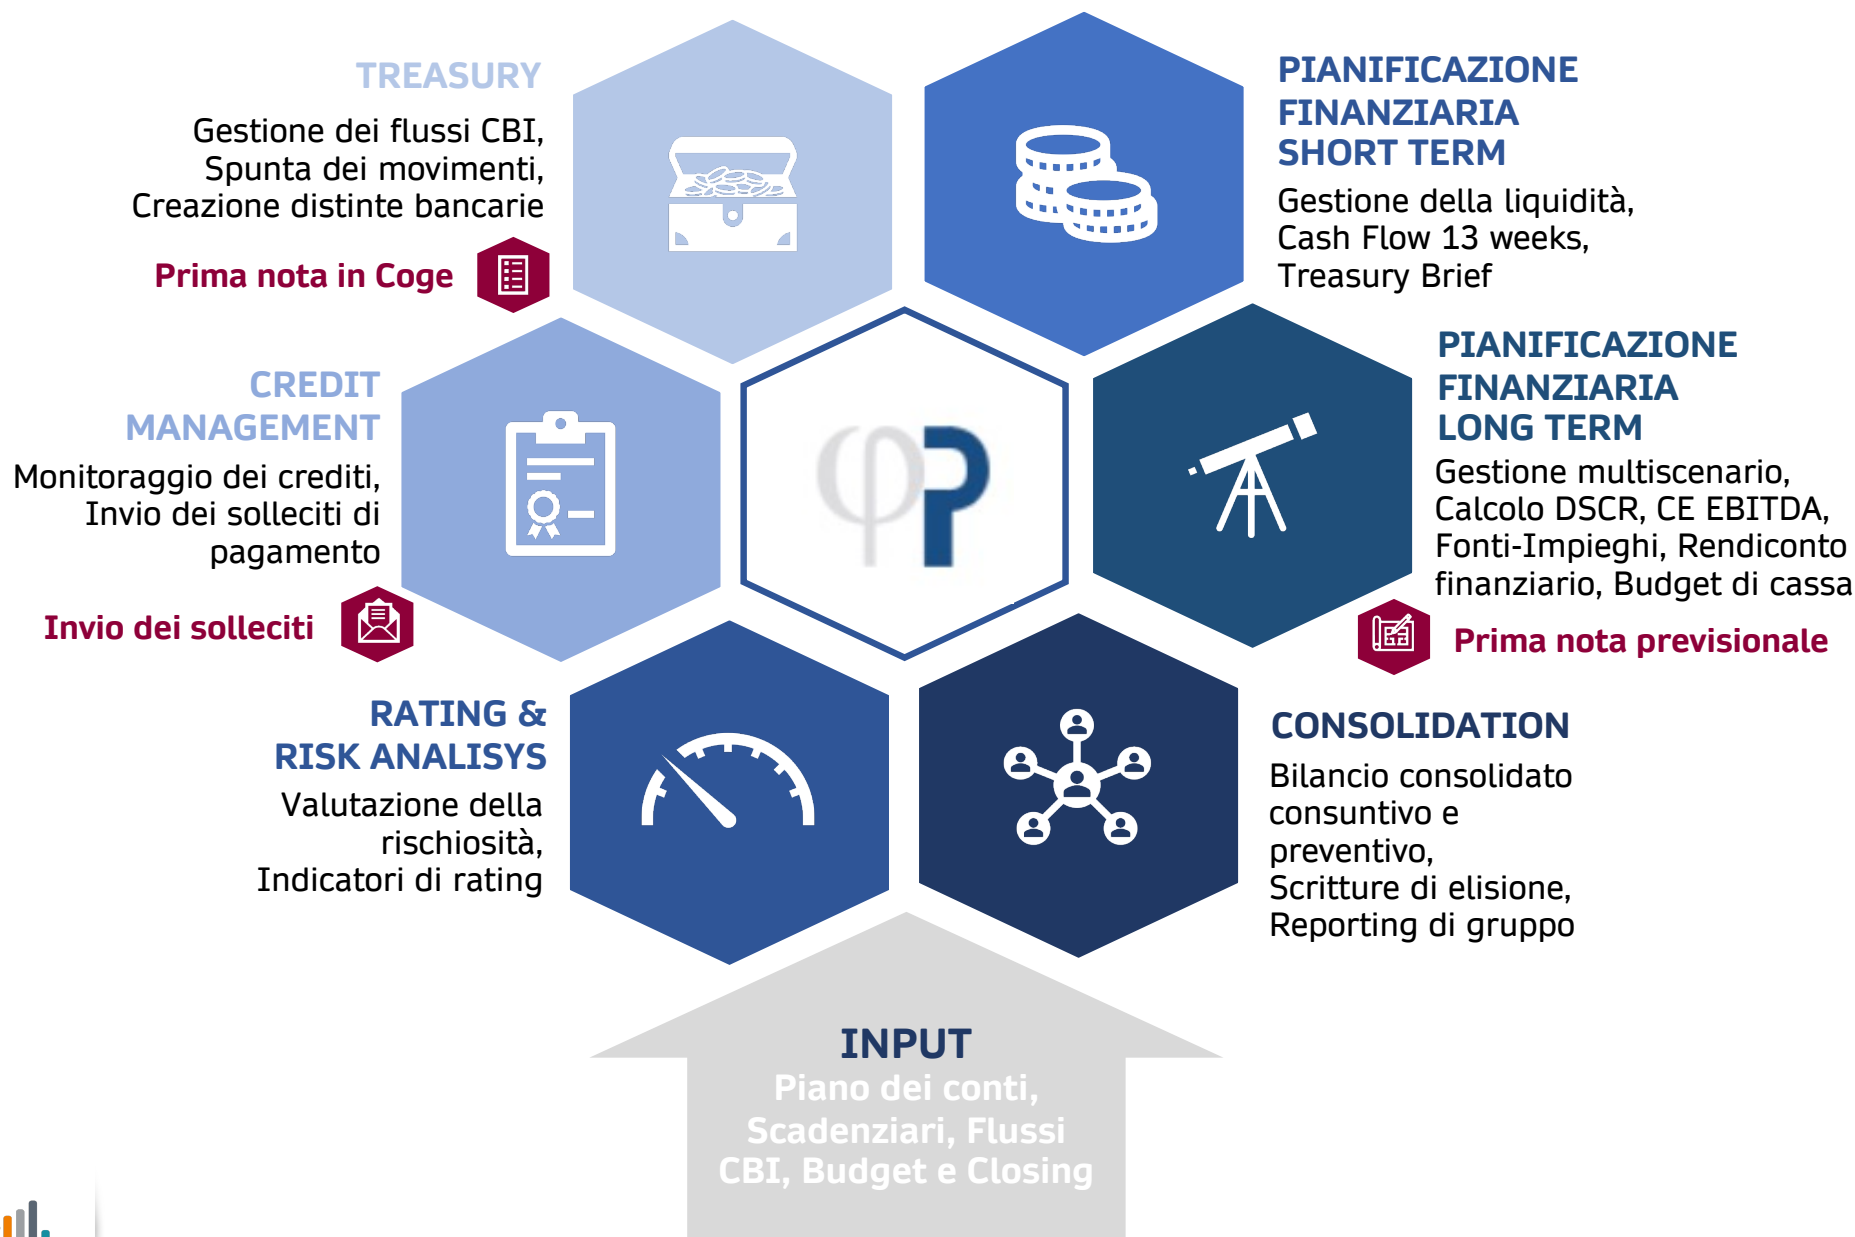 TREASURY
Gestione dei flussi CBI,
Spunta dei movimenti,
Creazione distinte bancarie
Prima nota in Coge
PIANIFICAZIONE
FINANZIARIA
SHORT TERM
Gestione della liquidità,
Cash Flow 13 weeks,
Treasury Brief
CREDIT
MANAGEMENT
Monitoraggio dei crediti,
Invio dei solleciti di
pagamento
Invio dei solleciti
φP
PIANIFICAZIONE
FINANZIARIA
LONG TERM
Gestione multiscenario,
Calcolo DSCR, CE EBITDA,
Fonti-Impieghi, Rendiconto
finanziario, Budget di cassa
Prima nota previsionale
RATING &
RISK ANALISYS
Valutazione della
rischiosità,
Indicatori di rating
CONSOLIDATION
Bilancio consolidato
consuntivo e
preventivo,
Scritture di elisione,
Reporting di gruppo
INPUT
Piano dei conti,
Scadenziari, Flussi
CBI, Budget e Closing